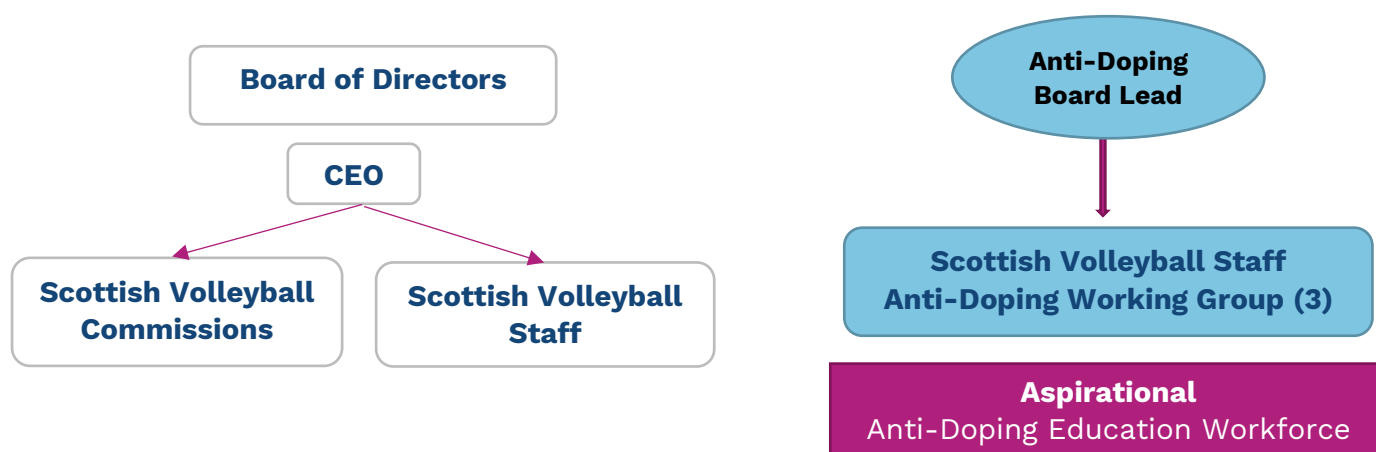 Board of Directors
CEO
Scottish Volleyball
Commissions
Scottish Volleyball
Staff
Anti-Doping
Board Lead
Scottish Volleyball Staff
Anti-Doping Working Group (3)
Aspirational
Anti-Doping Education Workforce